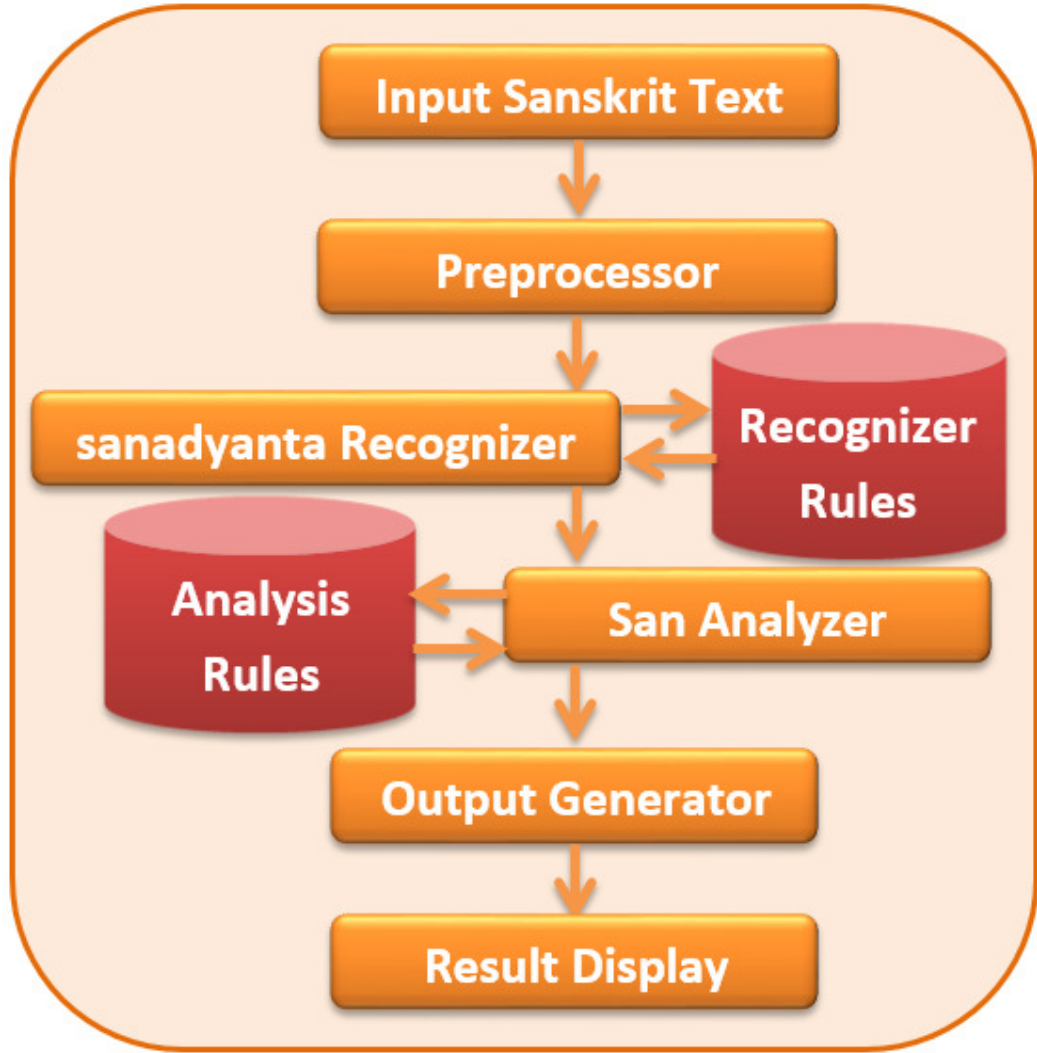 Input Sanskrit Text
Preprocessor
sanadyanta Recognizer
Recognizer
Rules
Analysis
Rules
San Analyzer
Output Generator
Result Display